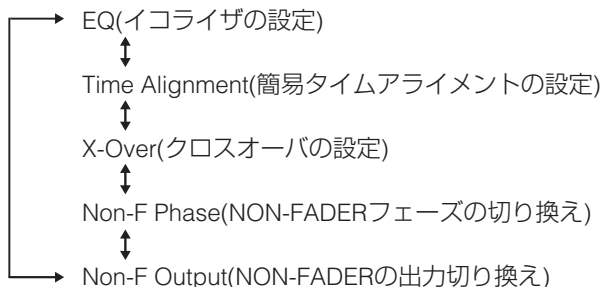 EQ(イコライザの設定)
Time Alignment(簡易タイムアライメントの設定)
X-Over(クロスオーバの設定)
Non-F Phase(NON-FADERフェーズの切り換え)
Non-F Output(NON-FADERの出力切り換え)